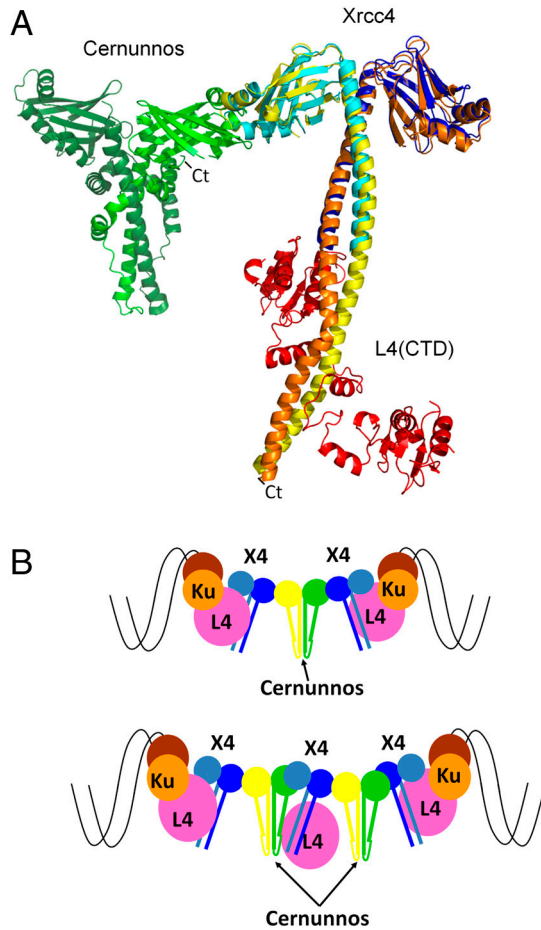 A
Xrcc4
Cernunnos
Ct
L4(CTD)
Ct
B
X4 X4
Ku Ku
L4 L4
Cernunnos
X4 X4 X4
Ku Ku
L4 L4
L4
Cernunnos